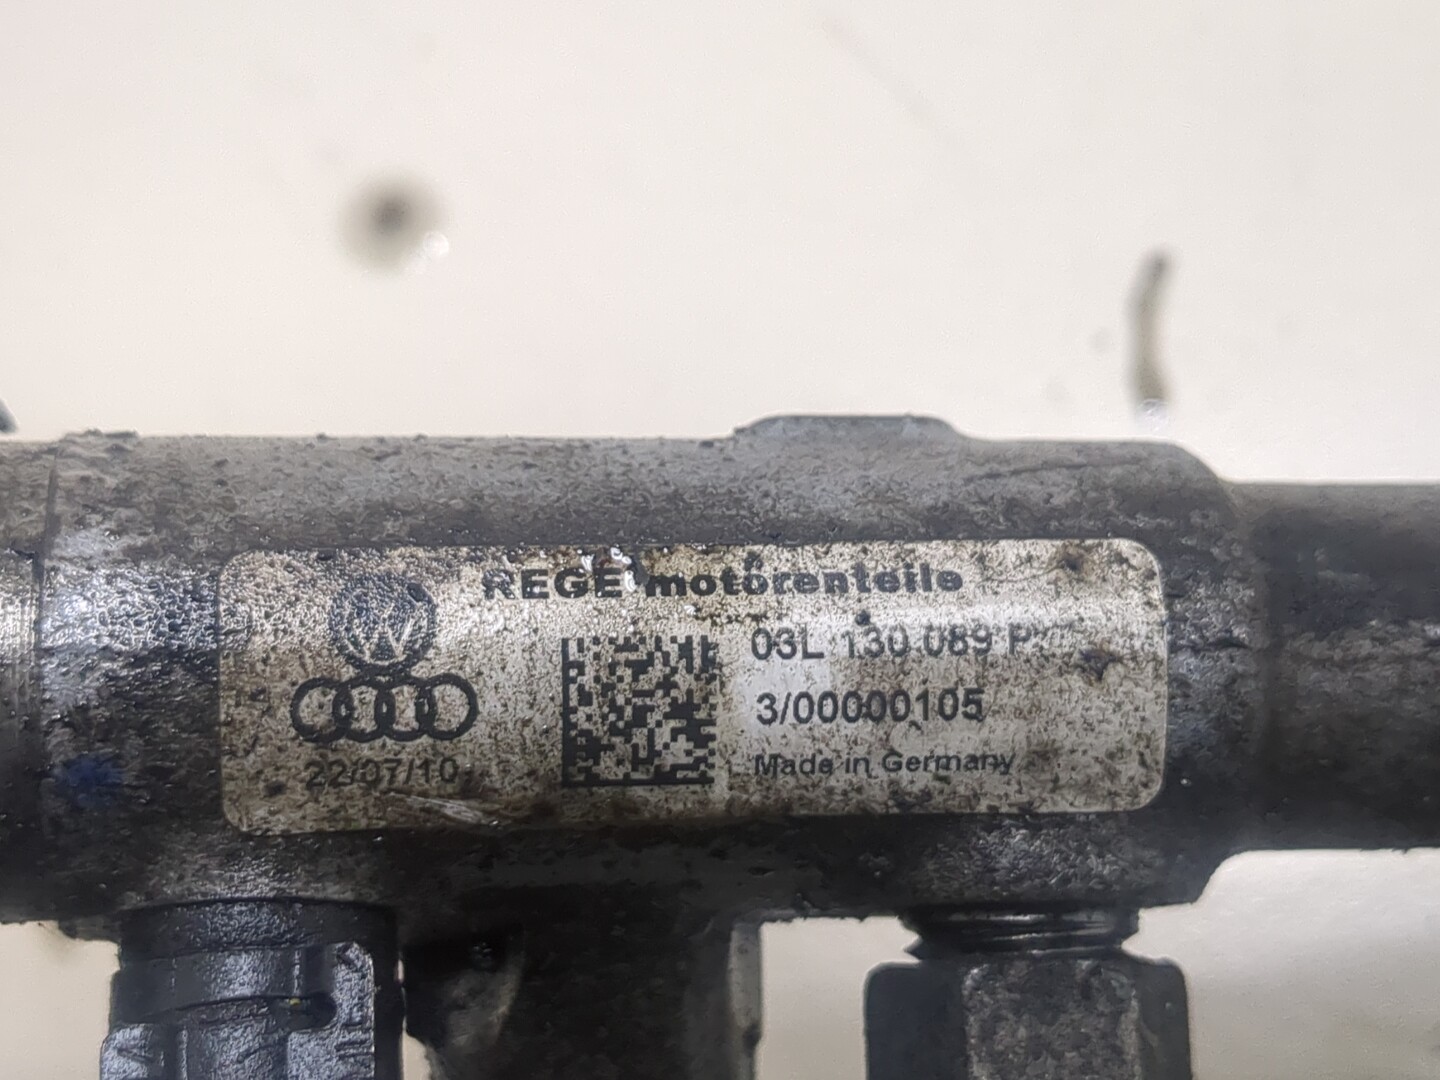 REGE motorenteile
03L 130 089 P
3/00000105
Made in Germany
22/07/10